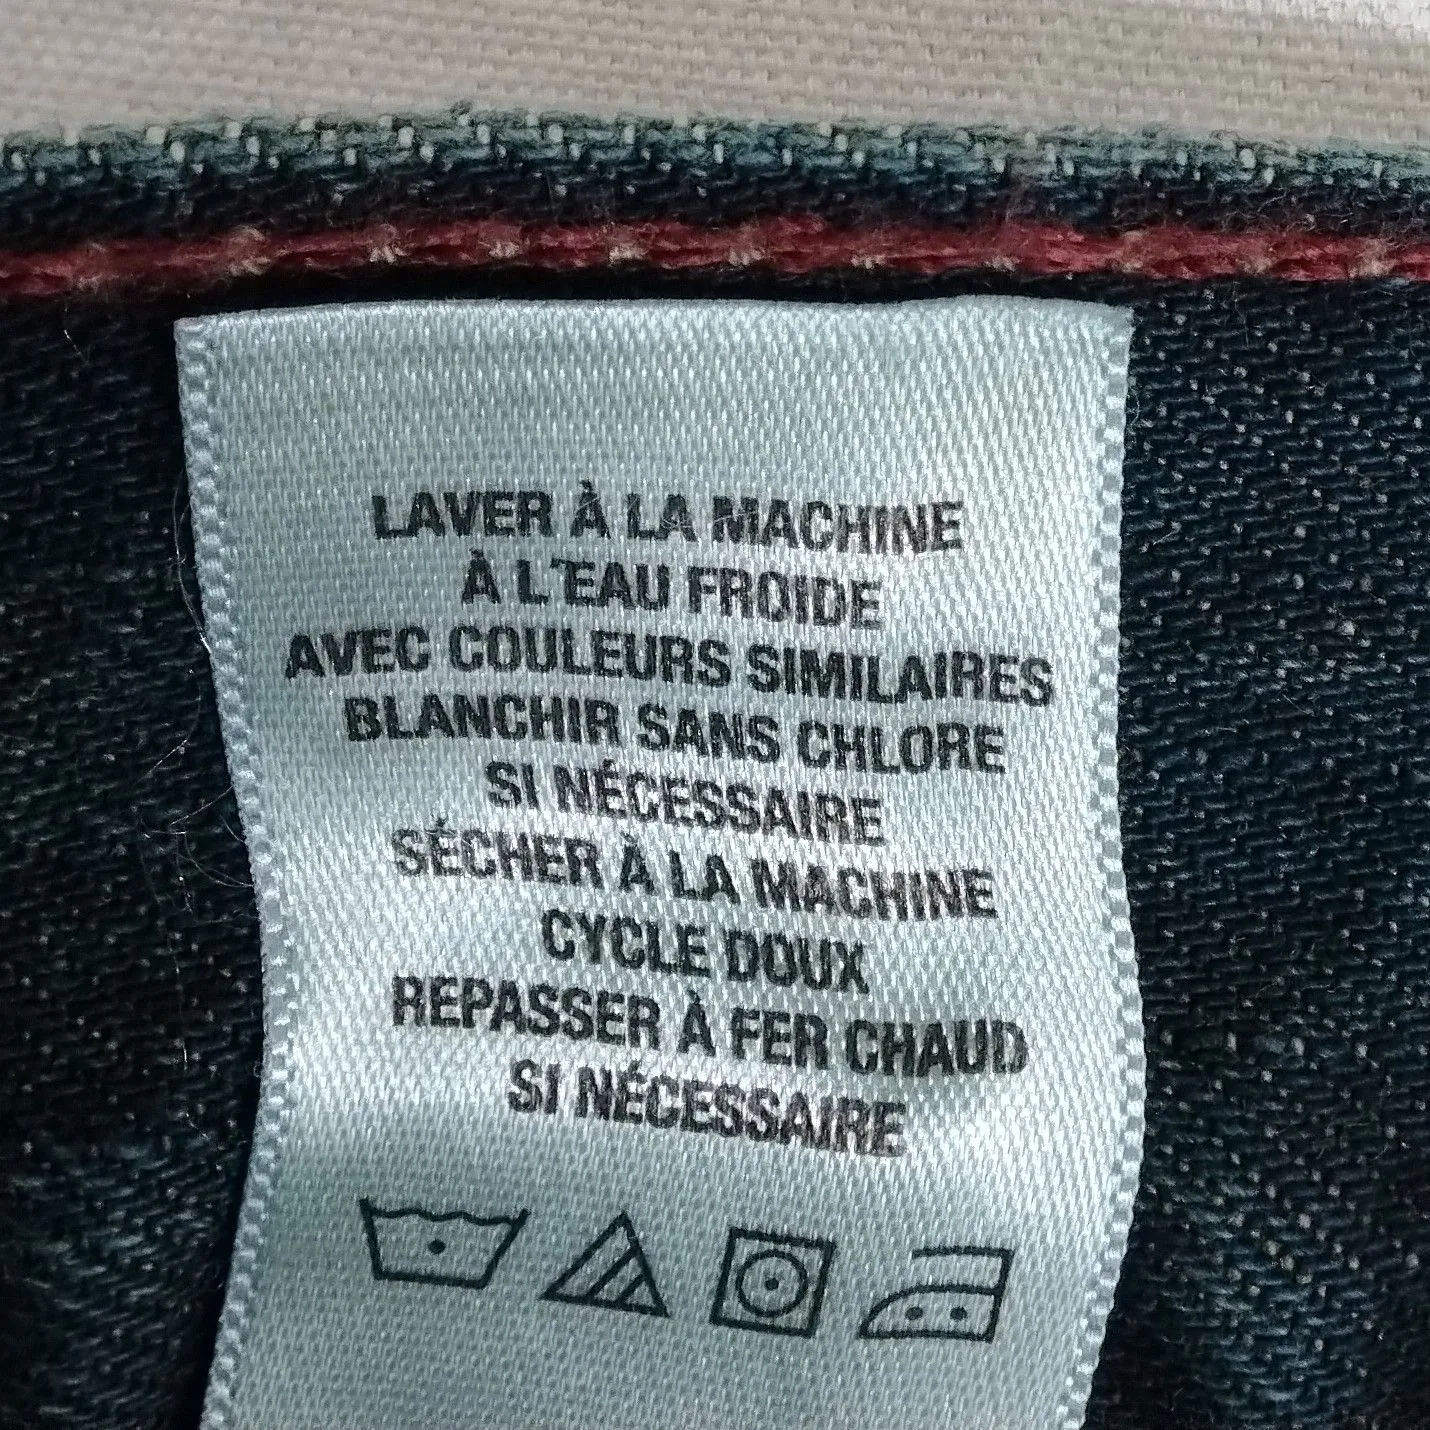 LAVER À LA MACHINE
À L'EAU FROIDE
AVEC COULEURS SIMILAIRES
BLANCHIR SANS CHLORE
SI NÉCESSAIRE
SÉCHER À LA MACHINE
CYCLE DOUX
REPASSER À FER CHAUD
SI NÉCESSAIRE